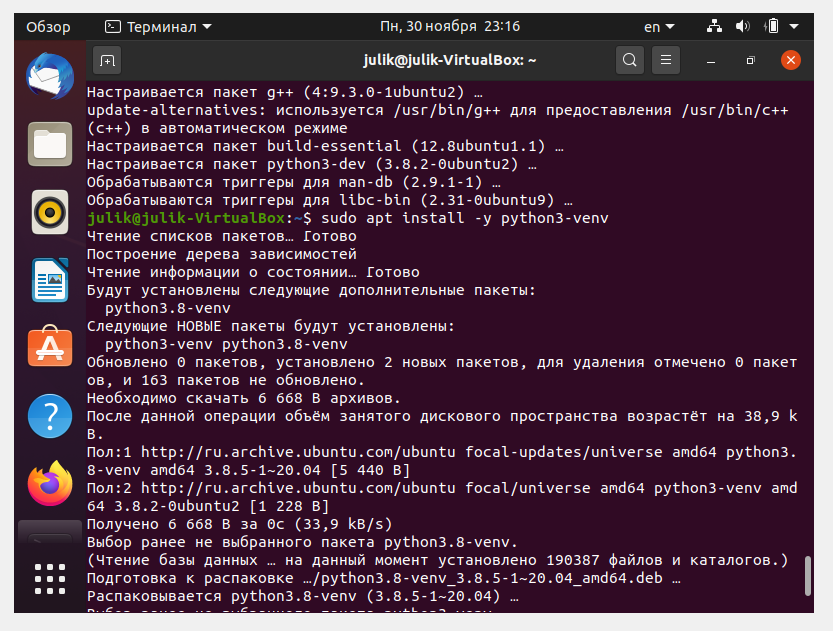 Обзор Терминал Пн, 30 ноября 23:16 en
julik@julik-VirtualBox: ~
Настраивается пакет g++ (4:9.3.0-1ubuntu2) …
update-alternatives: используется /usr/bin/g++ для предоставления /usr/bin/c++
(c++) в автоматическом режиме
Настраивается пакет build-essential (12.8ubuntu1.1) …
Настраивается пакет python3-dev (3.8.2-0ubuntu2) …
Обрабатываются триггеры для man-db (2.9.1-1) …
Обрабатываются триггеры для libc-bin (2.31-0ubuntu9) …
julik@julik-VirtualBox:~$ sudo apt install -y python3-venv
Чтение списков пакетов… Готово
Построение дерева зависимостей
Чтение информации о состоянии… Готово
Будут установлены следующие дополнительные пакеты:
python3.8-venv
Следующие НОВЫЕ пакеты будут установлены:
python3-venv python3.8-venv
Обновлено 0 пакетов, установлено 2 новых пакетов, для удаления отмечено 0 пакет
ов, и 163 пакетов не обновлено.
Необходимо скачать 6 668 B архивов.
После данной операции объём занятого дискового пространства возрастёт на 38,9 k
B.
Пол:1 http://ru.archive.ubuntu.com/ubuntu focal-updates/universe amd64 python3.
8-venv amd64 3.8.5-1~20.04 [5 440 B]
Пол:2 http://ru.archive.ubuntu.com/ubuntu focal/universe amd64 python3-venv amd
64 3.8.2-0ubuntu2 [1 228 B]
Получено 6 668 B за 0с (33,9 kB/s)
Выбор ранее не выбранного пакета python3.8-venv.
(Чтение базы данных … на данный момент установлено 190387 файлов и каталогов.)
Подготовка к распаковке …/python3.8-venv_3.8.5-1~20.04_amd64.deb …
Распаковывается python3.8-venv (3.8.5-1~20.04) …